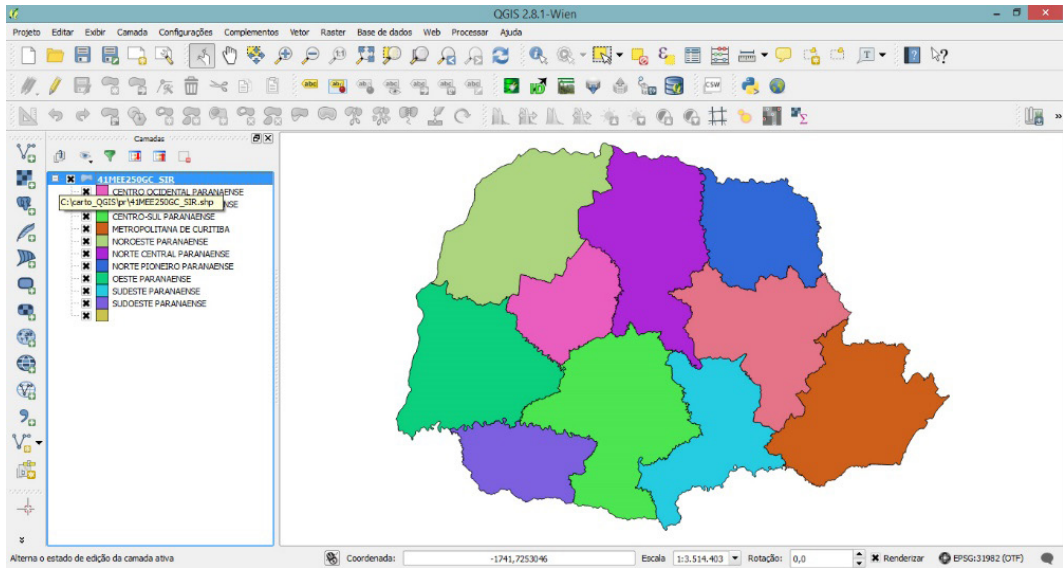 QGIS 2.8.1-Wien
Projeto Editar Exibir Camada Configurações Complementos Vetor Raster Base de dados Web Processar Ajuda
Camadas
41MEE250GC_SIR
CENTRO OCIDENTAL PARANAENSE
C:\carto_QGIS\pr\41MEE250GC_SIR.shp
NSE
CENTRO-SUL PARANAENSE
METROPOLITANA DE CURITIBA
NOROESTE PARANAENSE
NORTE CENTRAL PARANAENSE
NORTE PIONEIRO PARANAENSE
OESTE PARANAENSE
SUDESTE PARANAENSE
SUDOESTE PARANAENSE
Alterna o estado de edição da camada ativa Coordenada: -1741,7253046 Escala 1:3.514.403 Rotação: 0,0 Renderizar EPSG:31982 (OTF)